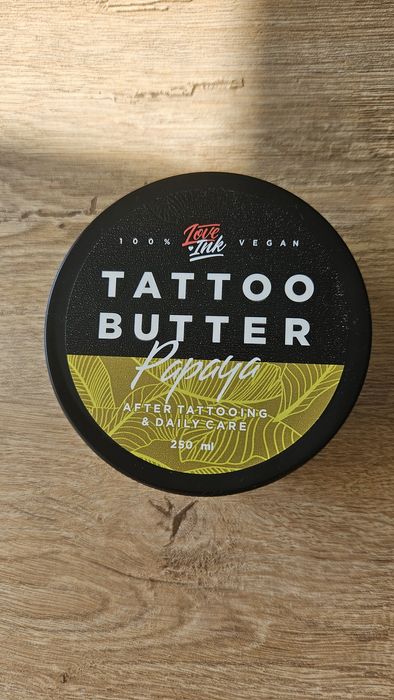 Love
100% Ink VEGAN
TATTOO
BUTTER
Papaya
AFTER TATTOOING
& DAILY CARE
250 ml